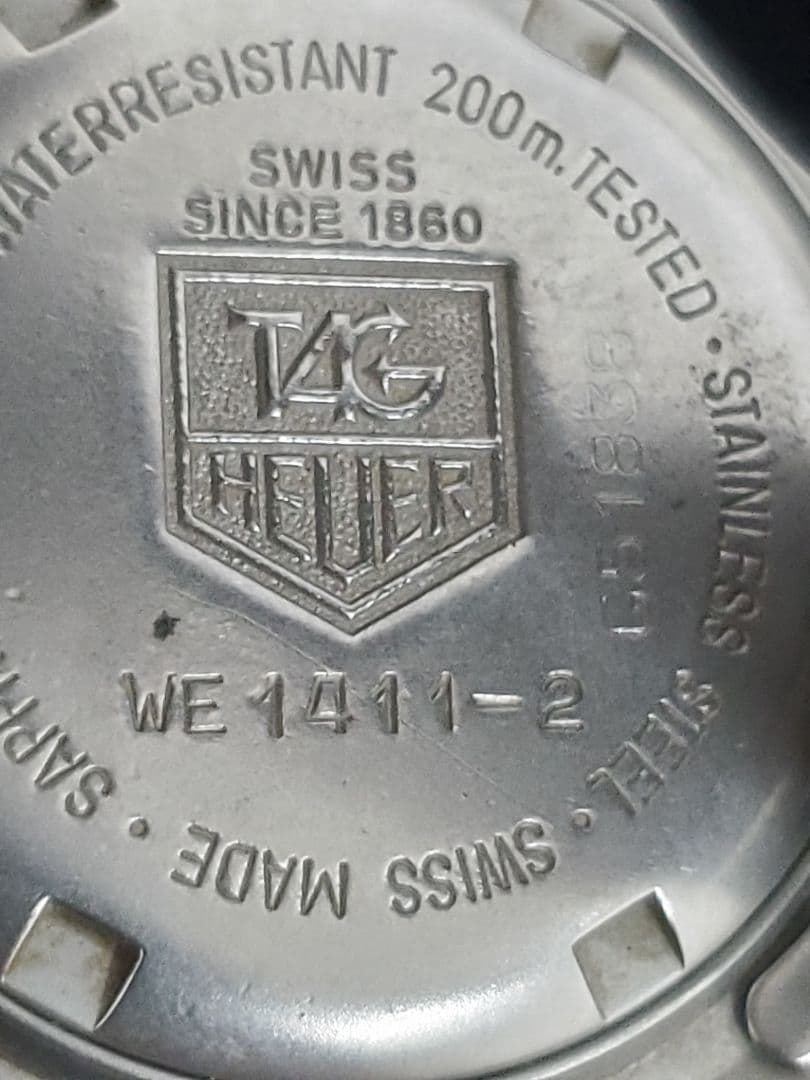 WATERRESISTANT 200m. TESTED • STAINLESS STEEL • SWISS MADE •
SWISS
SINCE 1860
TAG
HEUER
WE 1411-2